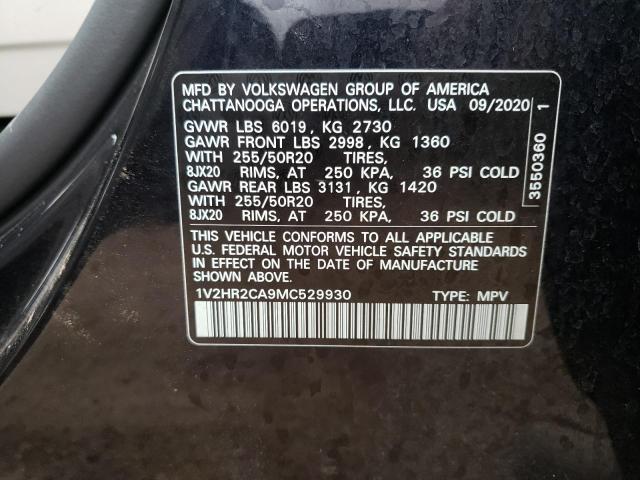 MFD BY VOLKSWAGEN GROUP OF AMERICA
CHATTANOOGA OPERATIONS, LLC. USA 09/2020
GVWR LBS 6019, KG 2730
GAWR FRONT LBS 2998, KG 1360
WITH 255/50R20 TIRES,
8JX20 RIMS, AT 250 KPA, 36 PSI COLD
GAWR REAR LBS 3131, KG 1420
WITH 255/50R20 TIRES,
8JX20 RIMS, AT 250 KPA, 36 PSI COLD
THIS VEHICLE CONFORMS TO ALL APPLICABLE
U.S. FEDERAL MOTOR VEHICLE SAFETY STANDARDS
IN EFFECT ON THE DATE OF MANUFACTURE
SHOWN ABOVE.
1V2HR2CA9MC529930 TYPE: MPV
3550360 1